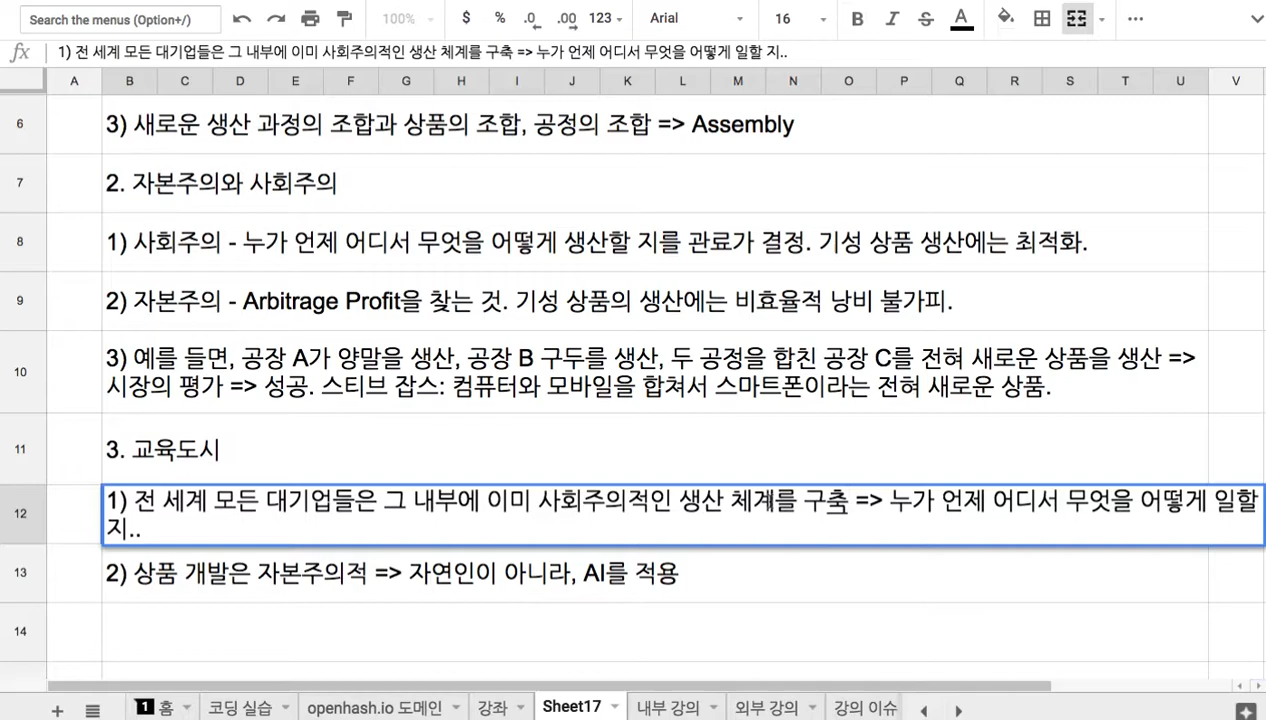 Search the menus (Option+/)
100%
$ % .0 .00 123
Arial
16
B I S A
fx 1) 전 세계 모든 대기업들은 그 내부에 이미 사회주의적인 생산 체계를 구축 => 누가 언제 어디서 무엇을 어떻게 일할 지..
A B C D E F G H I J K L M N O P Q R S T U V
6 3) 새로운 생산 과정의 조합과 상품의 조합, 공정의 조합 => Assembly
7 2. 자본주의와 사회주의
8 1) 사회주의 - 누가 언제 어디서 무엇을 어떻게 생산할 지를 관료가 결정. 기성 상품 생산에는 최적화.
9 2) 자본주의 - Arbitrage Profit을 찾는 것. 기성 상품의 생산에는 비효율적 낭비 불가피.
10 3) 예를 들면, 공장 A가 양말을 생산, 공장 B 구두를 생산, 두 공정을 합친 공장 C를 전혀 새로운 상품을 생산 =>
시장의 평가 => 성공. 스티브 잡스: 컴퓨터와 모바일을 합쳐서 스마트폰이라는 전혀 새로운 상품.
11 3. 교육도시
12 1) 전 세계 모든 대기업들은 그 내부에 이미 사회주의적인 생산 체계를 구축 => 누가 언제 어디서 무엇을 어떻게 일할
지..
13 2) 상품 개발은 자본주의적 => 자연인이 아니라, AI를 적용
14
1 홈 코딩 실습 openhash.io 도메인 강좌 Sheet17 내부 강의 외부 강의 강의 이슈